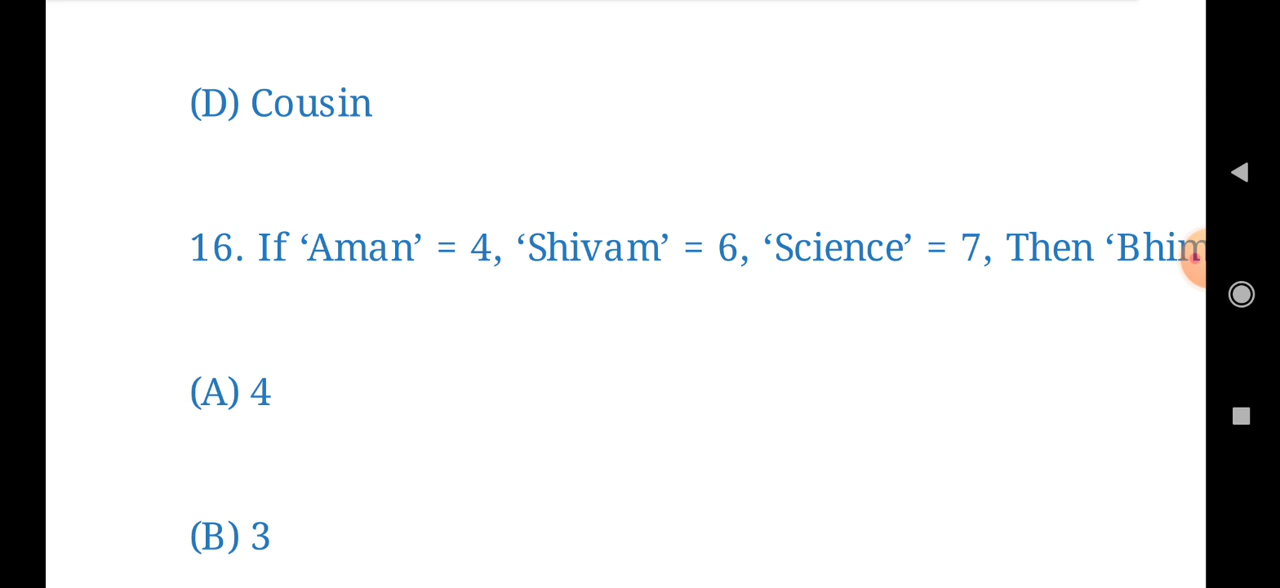 (D) Cousin
16. If ‘Aman’ = 4, ‘Shivam’ = 6, ‘Science’ = 7, Then ‘Bhim
(A) 4
(B) 3